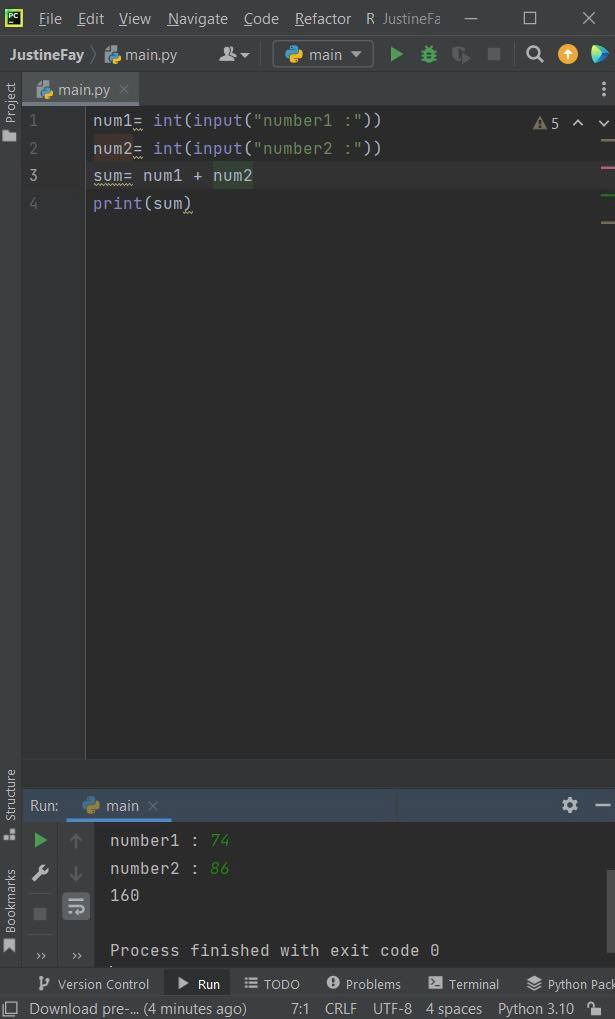 PC
File Edit View Navigate Code Refactor R JustineFa
JustineFay main.py main
main.py
Project
1 num1= int(input("number1 :"))
5
2 num2= int(input("number2 :"))
3 sum= num1 + num2
4 print(sum)
Structure
Bookmarks
Run: main
number1 : 74
number2 : 86
160
Process finished with exit code 0
Version Control Run TODO Problems Terminal Python Pack
Download pre-... (4 minutes ago) 7:1 CRLF UTF-8 4 spaces Python 3.10